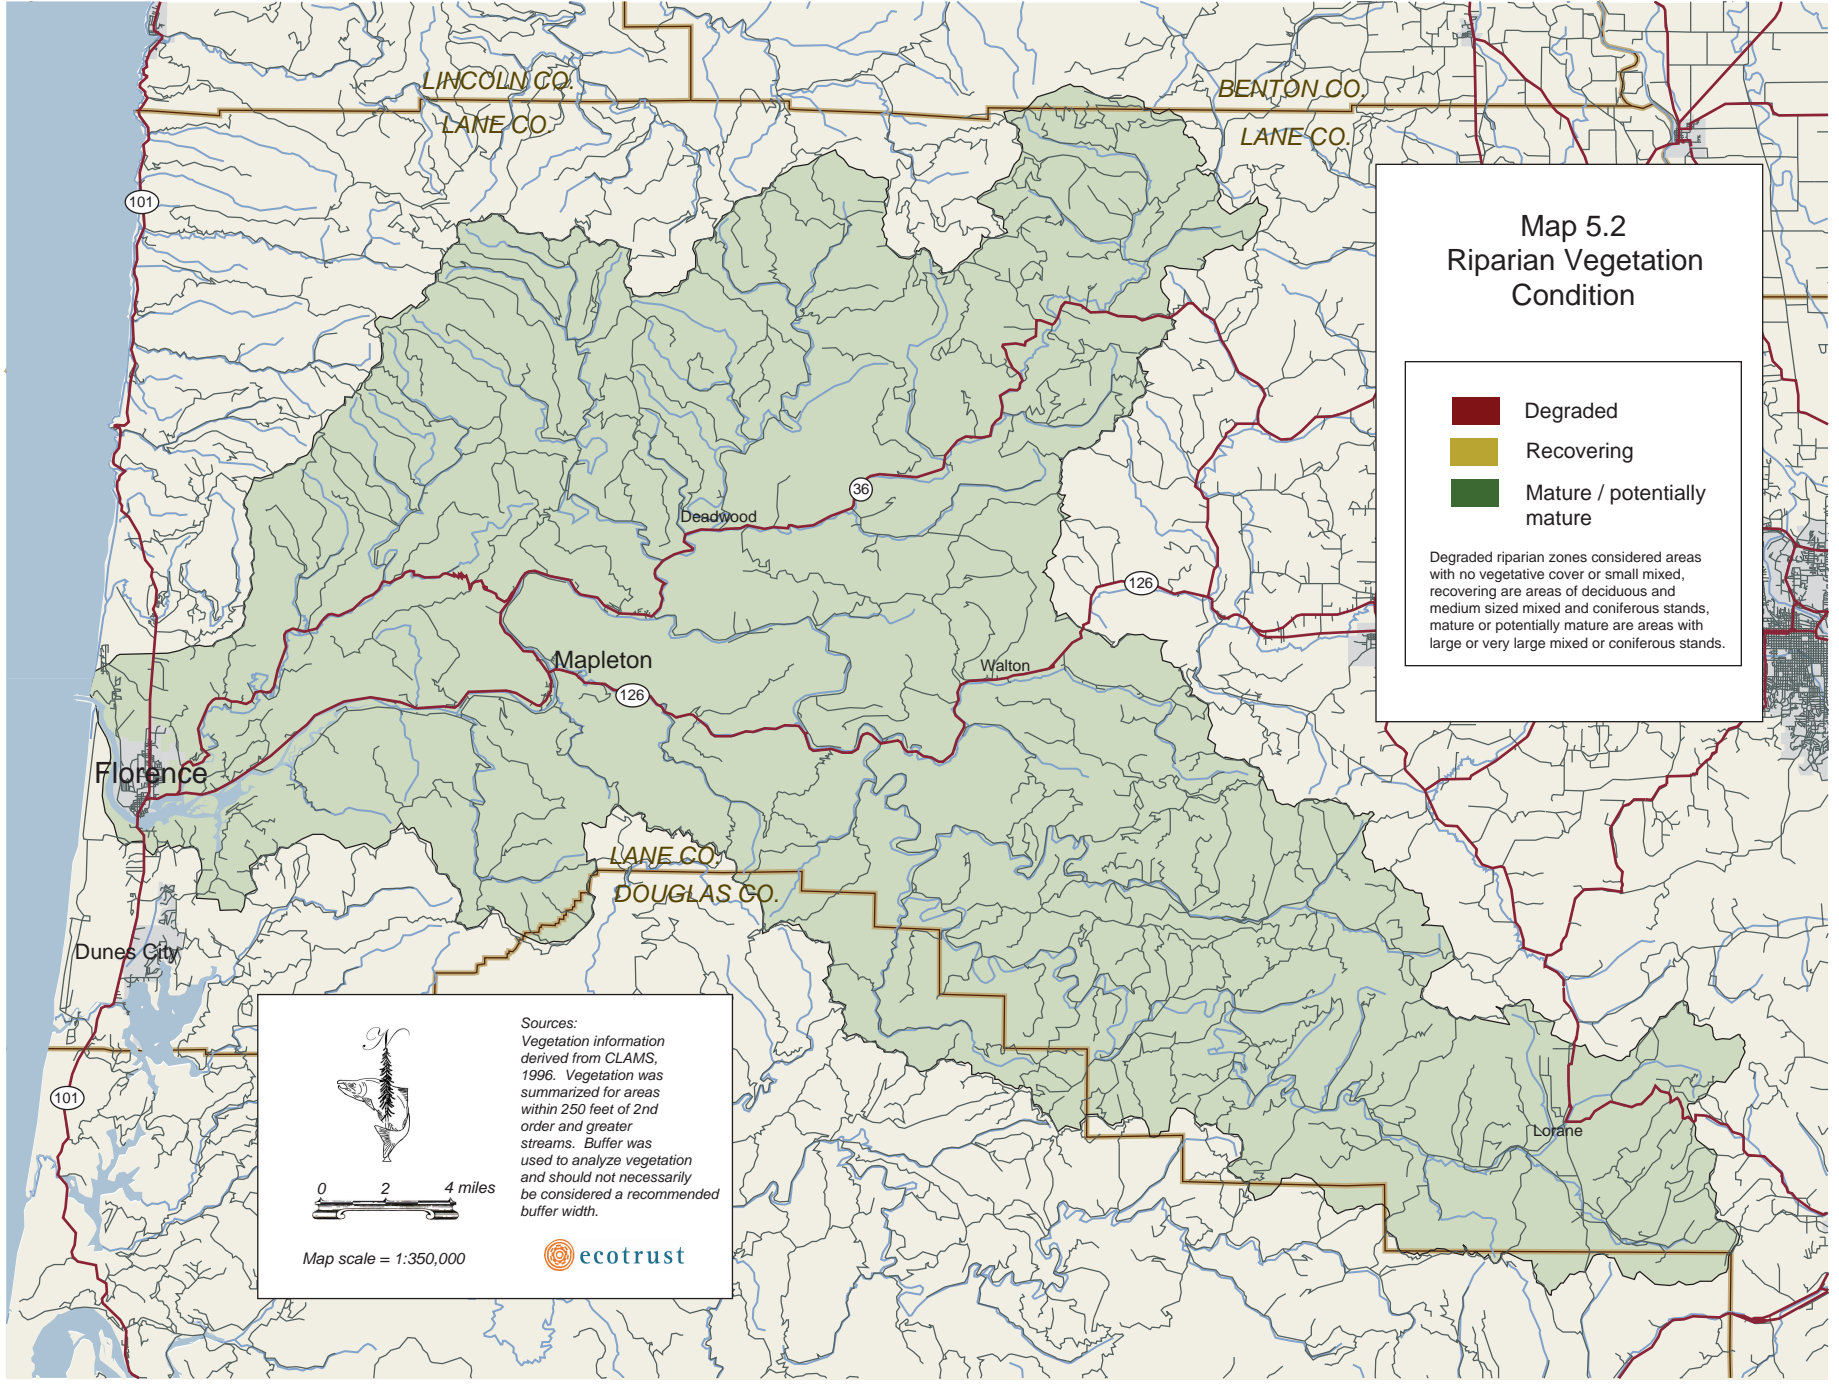 LINCOLN CO.
LANE CO.
BENTON CO.
LANE CO.
101
Map 5.2
Riparian Vegetation
Condition
Degraded
Recovering
Mature / potentially
mature
Degraded riparian zones considered areas
with no vegetative cover or small mixed,
recovering are areas of deciduous and
medium sized mixed and coniferous stands,
mature or potentially mature are areas with
large or very large mixed or coniferous stands.
36
Deadwood
126
Mapleton
126
Walton
Florence
LANE CO.
DOUGLAS CO.
Dunes City
101
Lorane
N
Sources:
Vegetation information
derived from CLAMS,
1996. Vegetation was
summarized for areas
within 250 feet of 2nd
order and greater
streams. Buffer was
used to analyze vegetation
and should not necessarily
be considered a recommended
buffer width.
0 2 4 miles
Map scale = 1:350,000
ecotrust